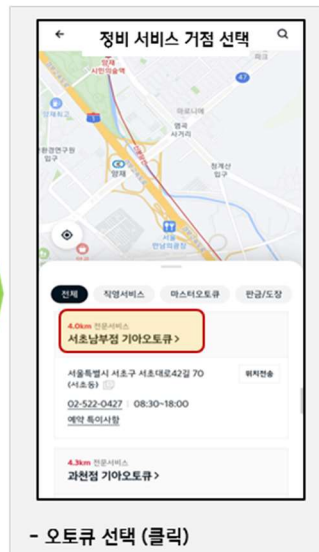 정비 서비스 거점 선택
양재
시민의숲역
47
마르니에
염곡
사거리
양재
청계산
입구
서울
만남의광장
전체 직영서비스 마스터오토큐 판금/도장
4.0km 전문서비스
서초남부점 기아오토큐 >
서울특별시 서초구 서초대로42길 70
(서초동)
위치전송
02-522-0427 | 08:30~18:00
예약 특이사항
4.3km 전문서비스
과천점 기아오토큐 >
- 오토큐 선택 (클릭)